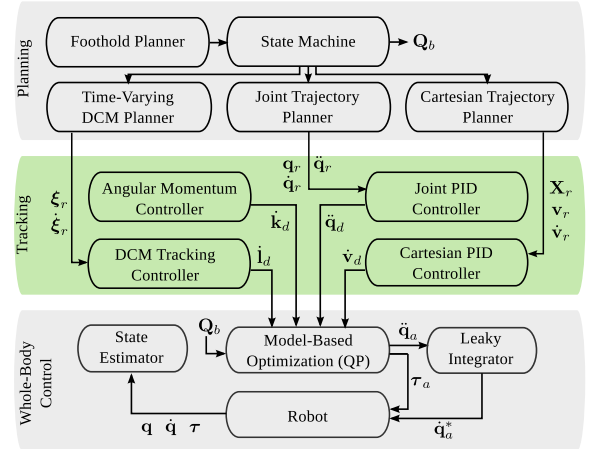 Planning
Foothold Planner
State Machine
Q_b
Time-Varying
DCM Planner
Joint Trajectory
Planner
Cartesian Trajectory
Planner
Tracking
ξ_r
ξ̇_r
q_r q̈_r
q̇_r
X_r
v_r
v̇_r
Angular Momentum
Controller
k̇_d
q̈_d
Joint PID
Controller
DCM Tracking
Controller
l̇_d
v̇_d
Cartesian PID
Controller
Whole-Body
Control
State
Estimator
Q_b
Model-Based
Optimization (QP)
q̈_a
Leaky
Integrator
τ_a
Robot
q q̇ τ
q̇*_a